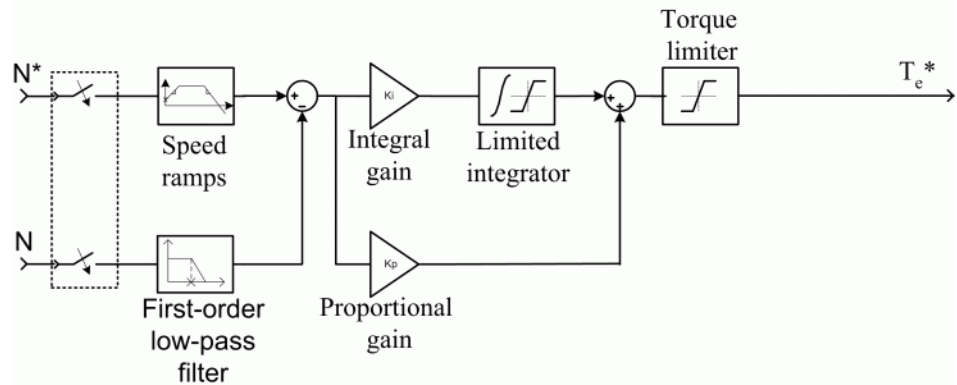 Torque
limiter
N*
Ki
Te*
+
−
+
+
Speed
ramps
Integral
gain
Limited
integrator
N
Kp
First-order
low-pass
filter
Proportional
gain